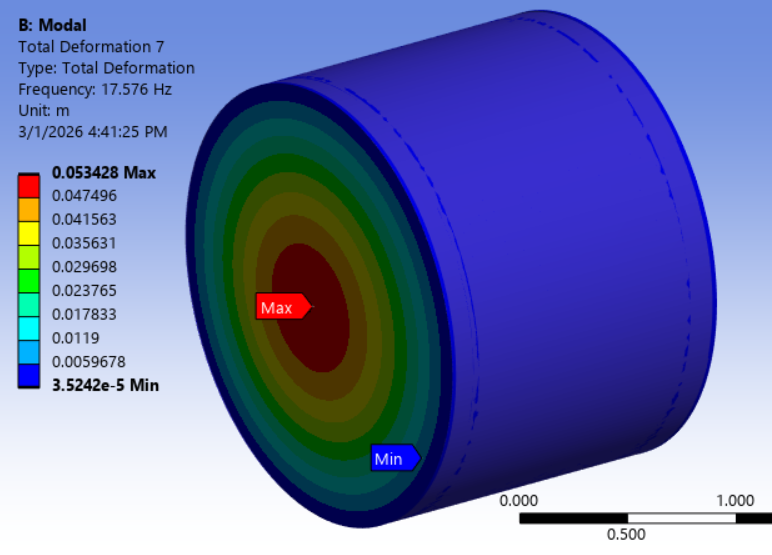 B: Modal
Total Deformation 7
Type: Total Deformation
Frequency: 17.576 Hz
Unit: m
3/1/2026 4:41:25 PM
0.053428 Max
0.047496
0.041563
0.035631
0.029698
0.023765
0.017833
0.0119
0.0059678
3.5242e-5 Min
Max
Min
0.000
1.000
0.500